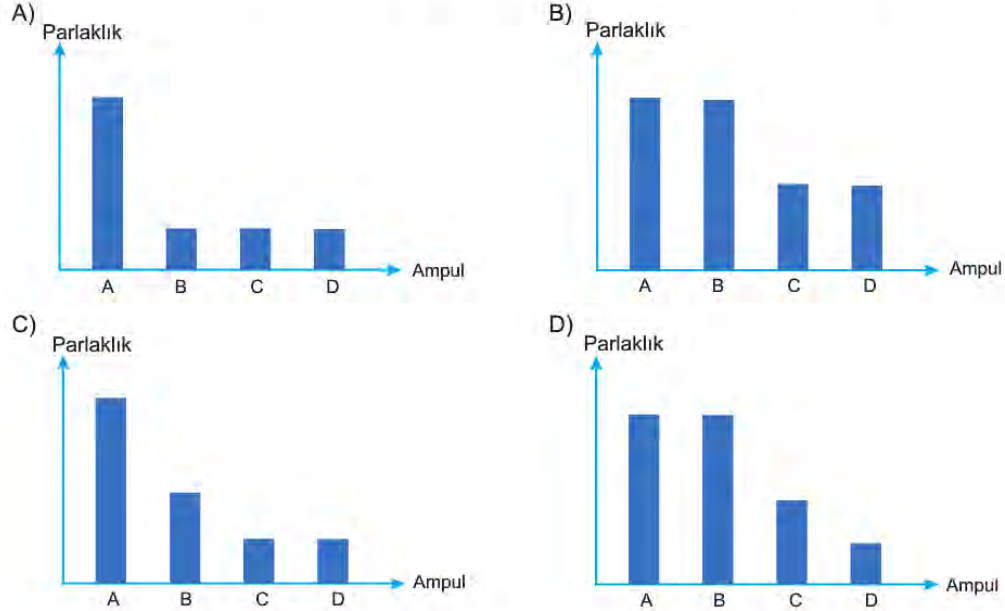 A)
Parlaklık
Ampul
A B C D
B)
Parlaklık
Ampul
A B C D
C)
Parlaklık
Ampul
A B C D
D)
Parlaklık
Ampul
A B C D